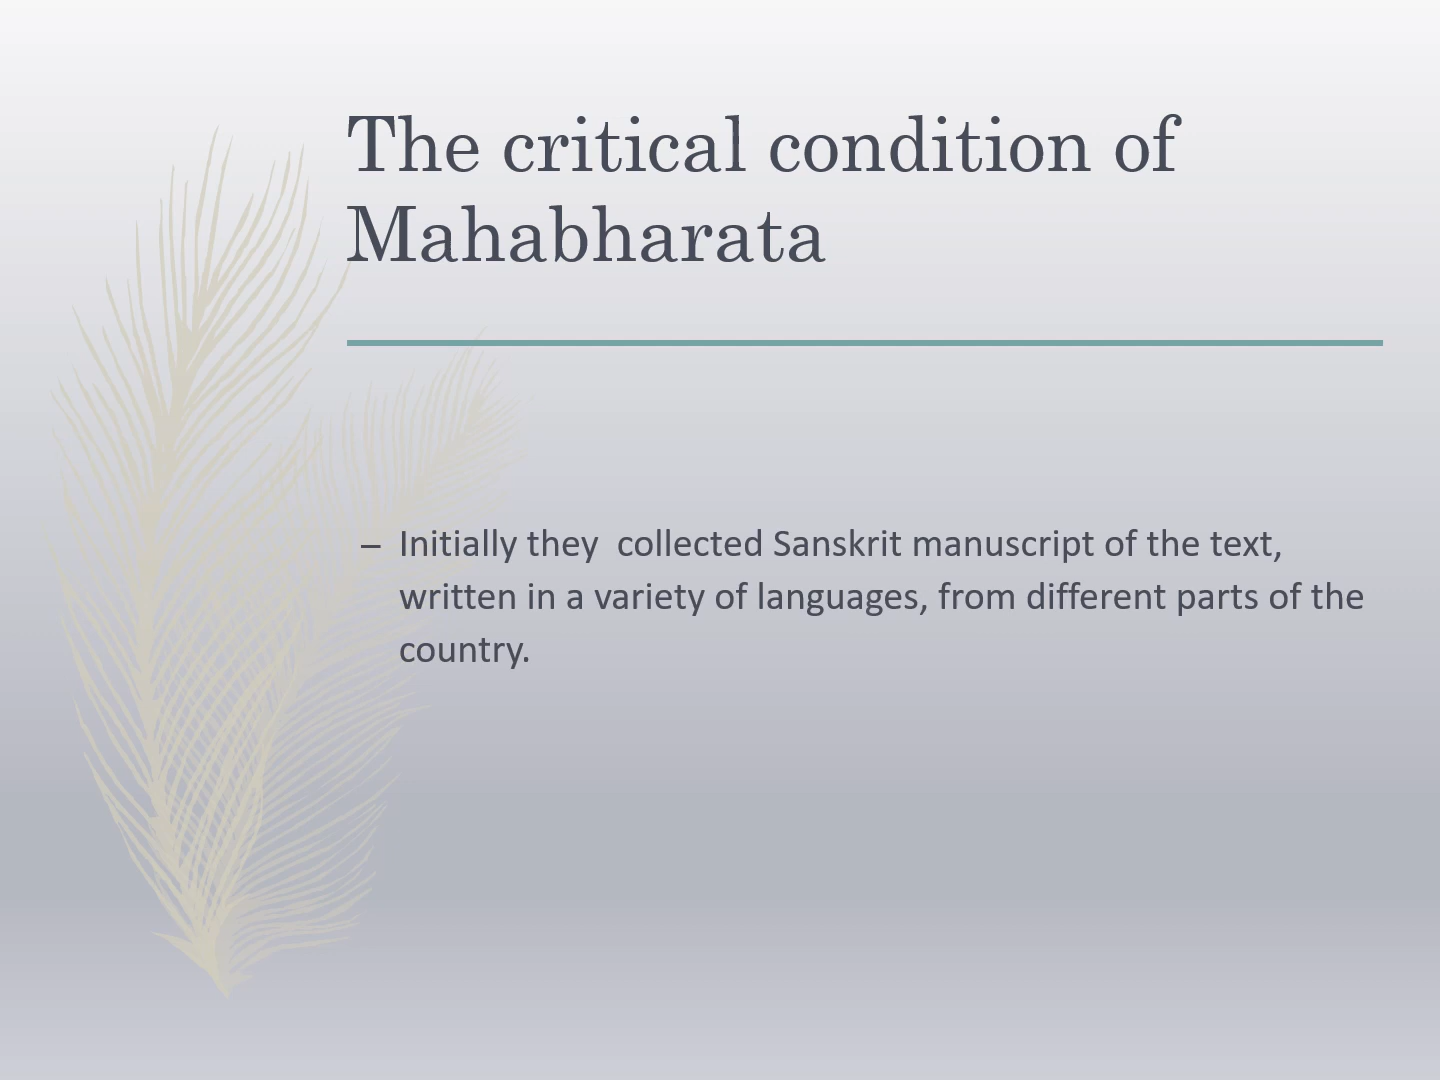 The critical condition of
Mahabharata
– Initially they  collected Sanskrit manuscript of the text,
written in a variety of languages, from different parts of the
country.